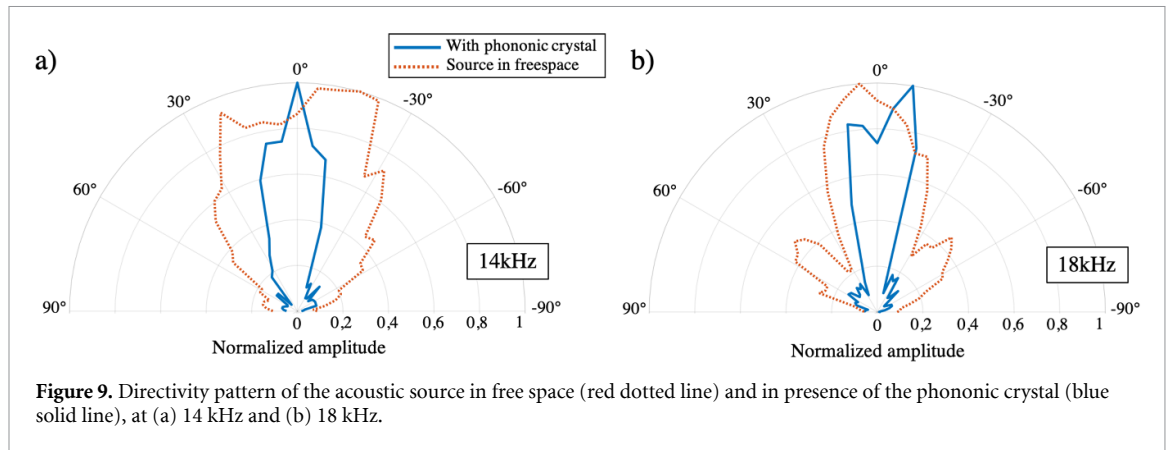 a)
With phononic crystal
Source in freespace
b)
0°
30°
-30°
60°
-60°
14kHz
90°
-90°
0 0,2 0,4 0,6 0,8 1
Normalized amplitude
0°
30°
-30°
60°
-60°
18kHz
90°
-90°
0 0,2 0,4 0,6 0,8 1
Normalized amplitude
Figure 9. Directivity pattern of the acoustic source in free space (red dotted line) and in presence of the phononic crystal (blue
solid line), at (a) 14 kHz and (b) 18 kHz.